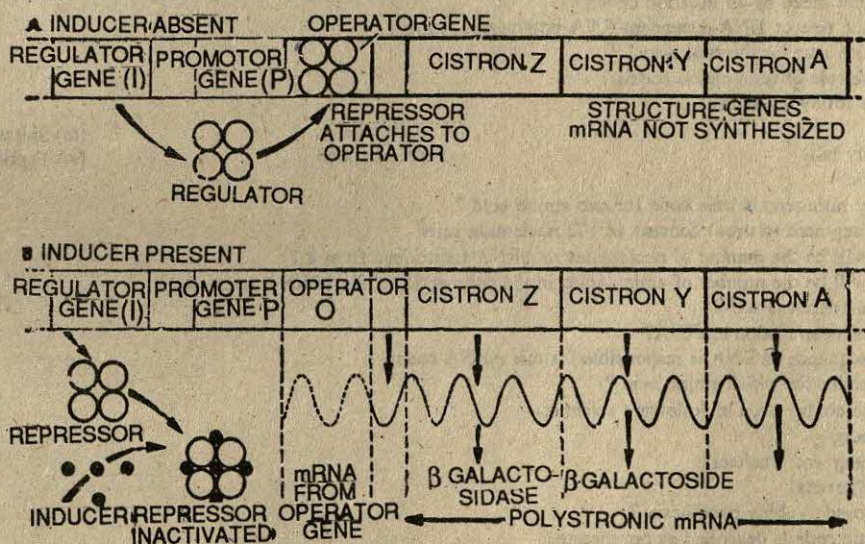 A INDUCER ABSENT
OPERATOR GENE
REGULATOR GENE (I)
PROMOTOR GENE (P)
CISTRON Z
CISTRON Y
CISTRON A
REPRESSOR
ATTACHES TO
OPERATOR
STRUCTURE GENES
mRNA NOT SYNTHESIZED
REGULATOR
B INDUCER PRESENT
REGULATOR
GENE (I)
PROMOTER
GENE P
OPERATOR
O
CISTRON Z
CISTRON Y
CISTRON A
REPRESSOR
INDUCER
REPRESSOR
INACTIVATED
mRNA
FROM
OPERATOR
GENE
β GALACTO-
SIDASE
β-GALACTOSIDE
POLYSTRONIC mRNA